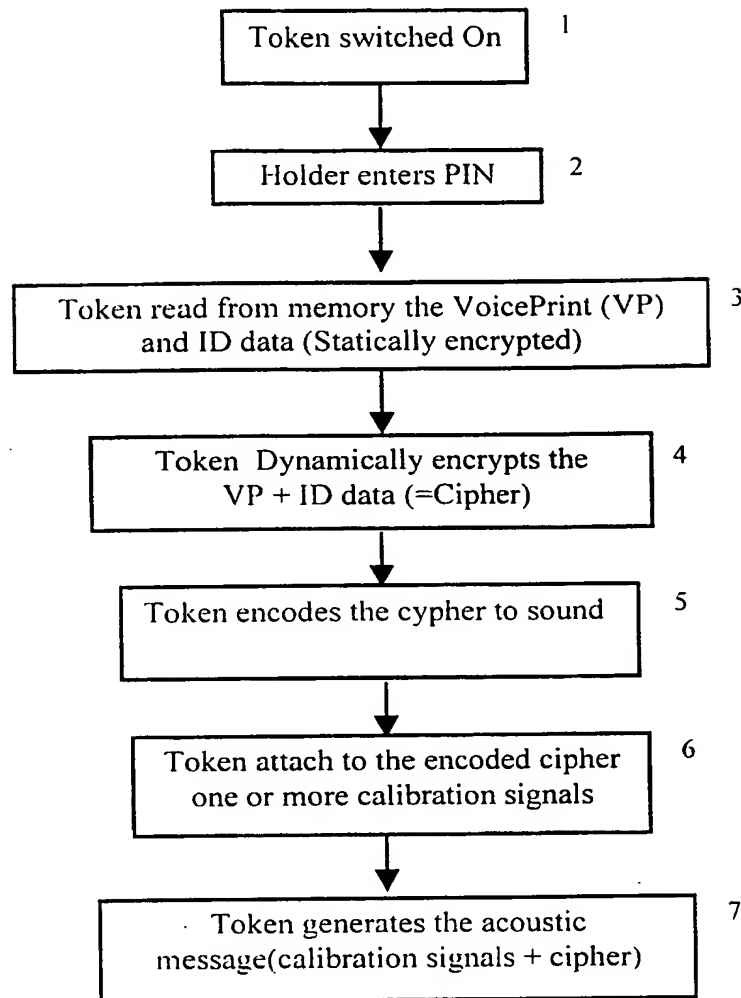 Token switched On
1
Holder enters PIN
2
Token read from memory the VoicePrint (VP)
and ID data (Statically encrypted)
3
Token Dynamically encrypts the
VP + ID data (=Cipher)
4
Token encodes the cypher to sound
5
Token attach to the encoded cipher
one or more calibration signals
6
Token generates the acoustic
message(calibration signals + cipher)
7